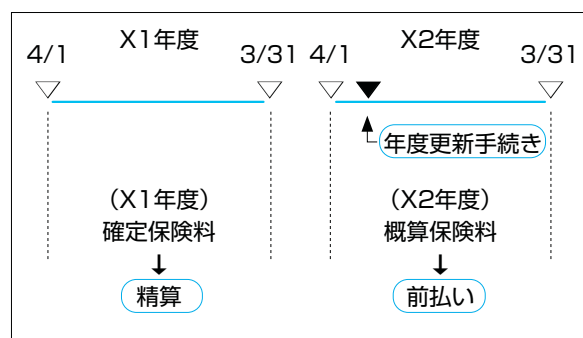 X1年度
X2年度
4/1
3/31
4/1
3/31
年度更新手続き
(X1年度)
確定保険料
精算
(X2年度)
概算保険料
前払い